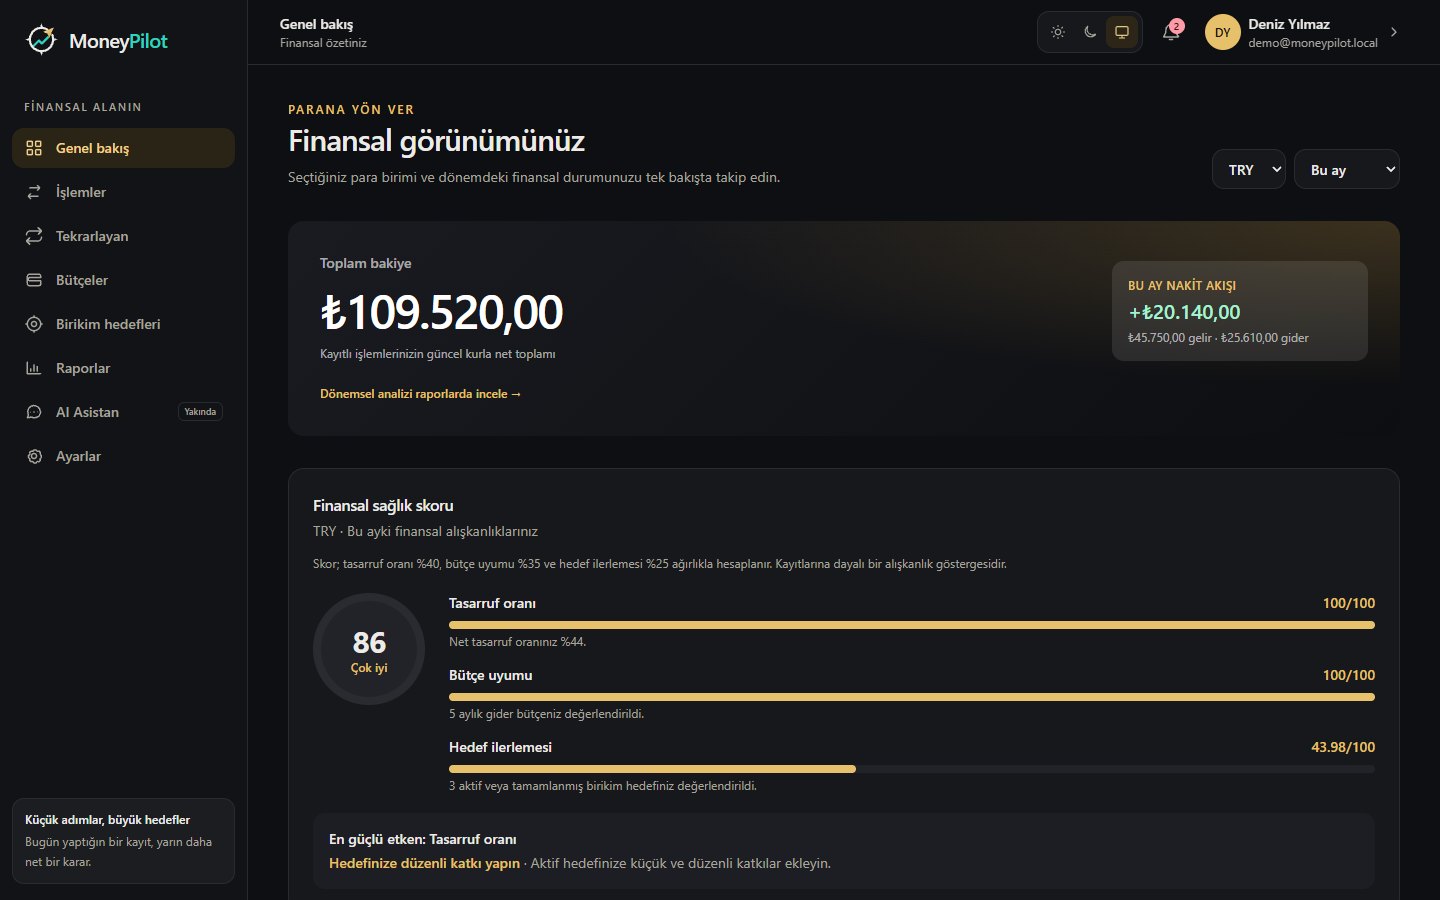 MoneyPilot
FİNANSAL ALANIN
Genel bakış
İşlemler
Tekrarlayan
Bütçeler
Birikim hedefleri
Raporlar
AI Asistan
Yakında
Ayarlar
Küçük adımlar, büyük hedefler
Bugün yaptığın bir kayıt, yarın daha
net bir karar.
Genel bakış
Finansal özetiniz
2
DY
Deniz Yılmaz
demo@moneypilot.local
PARANA YÖN VER
Finansal görünümünüz
Seçtiğiniz para birimi ve dönemdeki finansal durumunuzu tek bakışta takip edin.
TRY
Bu ay
Toplam bakiye
₺109.520,00
Kayıtlı işlemlerinizin güncel kurla net toplamı
Dönemsel analizi raporlarda incele →
BU AY NAKİT AKIŞI
+₺20.140,00
₺45.750,00 gelir · ₺25.610,00 gider
Finansal sağlık skoru
TRY · Bu ayki finansal alışkanlıklarınız
Skor; tasarruf oranı %40, bütçe uyumu %35 ve hedef ilerlemesi %25 ağırlıkla hesaplanır. Kayıtlarına dayalı bir alışkanlık göstergesidir.
86
Çok iyi
Tasarruf oranı
100/100
Net tasarruf oranınız %44.
Bütçe uyumu
100/100
5 aylık gider bütçeniz değerlendirildi.
Hedef ilerlemesi
43.98/100
3 aktif veya tamamlanmış birikim hedefiniz değerlendirildi.
En güçlü etken: Tasarruf oranı
Hedefinize düzenli katkı yapın · Aktif hedefinize küçük ve düzenli katkılar ekleyin.